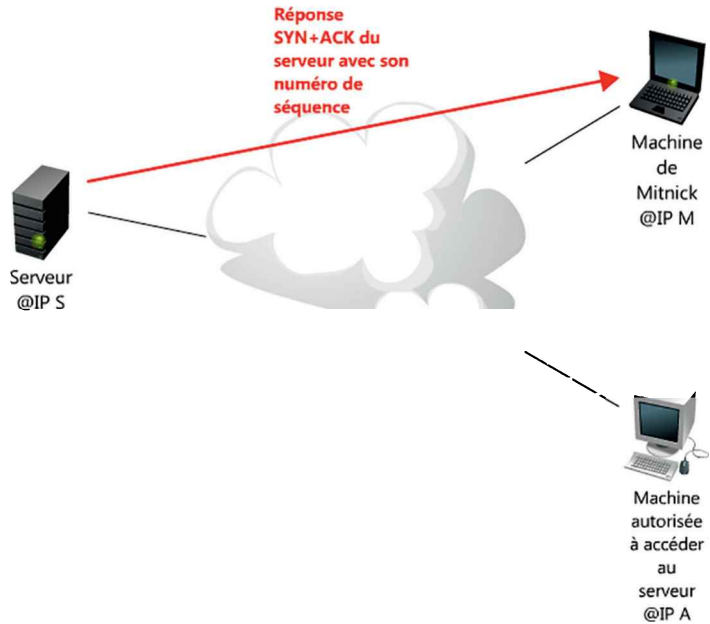 Réponse
SYN+ACK du
serveur avec son
numéro de
séquence
Machine
de
Mitnick
@IP M
Serveur
@IP S
Machine
autorisée
à accéder
au
serveur
@IP A